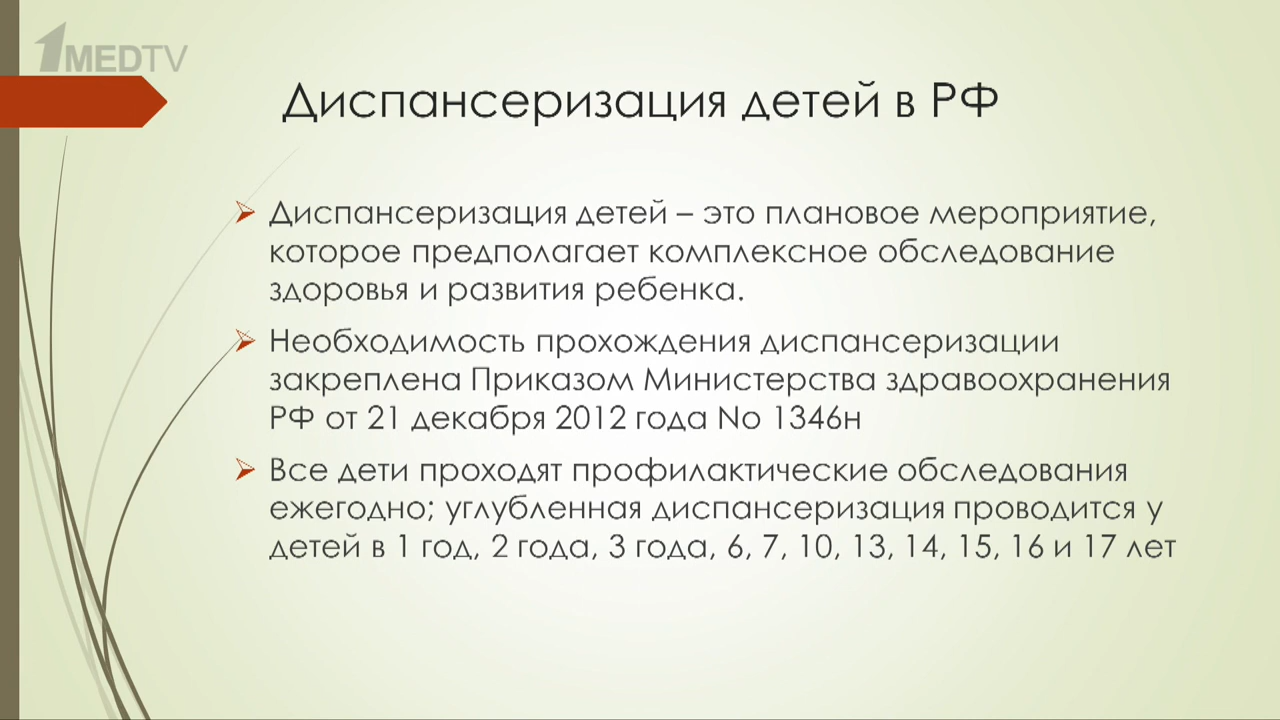 1MEDTV
Диспансеризация детей в РФ
Диспансеризация детей – это плановое мероприятие,
которое предполагает комплексное обследование
здоровья и развития ребенка.
Необходимость прохождения диспансеризации
закреплена Приказом Министерства здравоохранения
РФ от 21 декабря 2012 года No 1346н
Все дети проходят профилактические обследования
ежегодно; углубленная диспансеризация проводится у
детей в 1 год, 2 года, 3 года, 6, 7, 10, 13, 14, 15, 16 и 17 лет